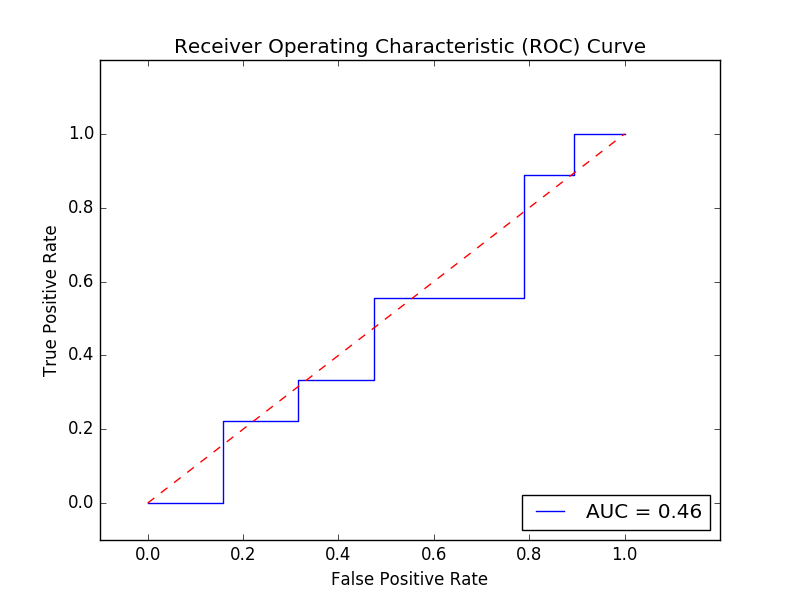 Receiver Operating Characteristic (ROC) Curve
1.0
0.8
0.6
0.4
0.2
0.0
True Positive Rate
AUC = 0.46
0.0 0.2 0.4 0.6 0.8 1.0
False Positive Rate